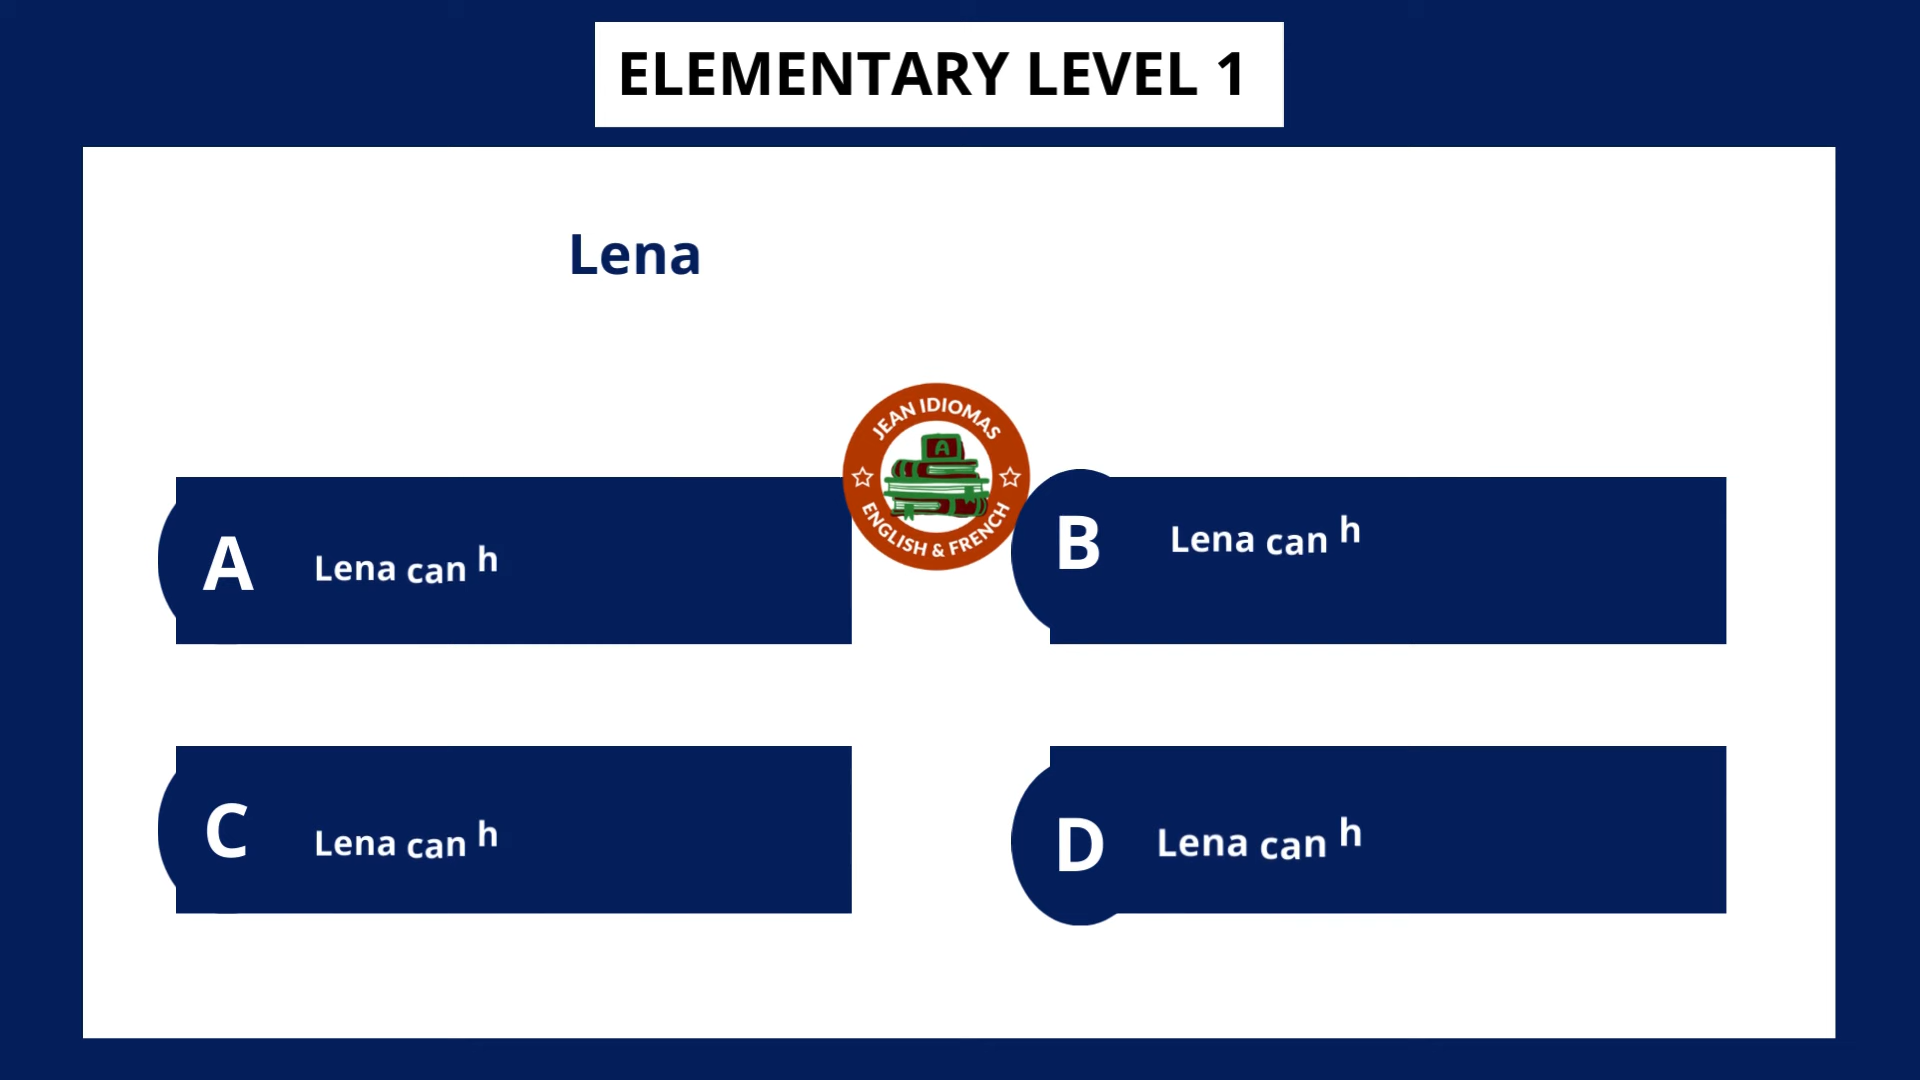 ELEMENTARY LEVEL 1
Lena
JEAN IDIOMAS
A
ENGLISH & FRENCH
A Lena can h
B Lena can h
C Lena can h
D Lena can h